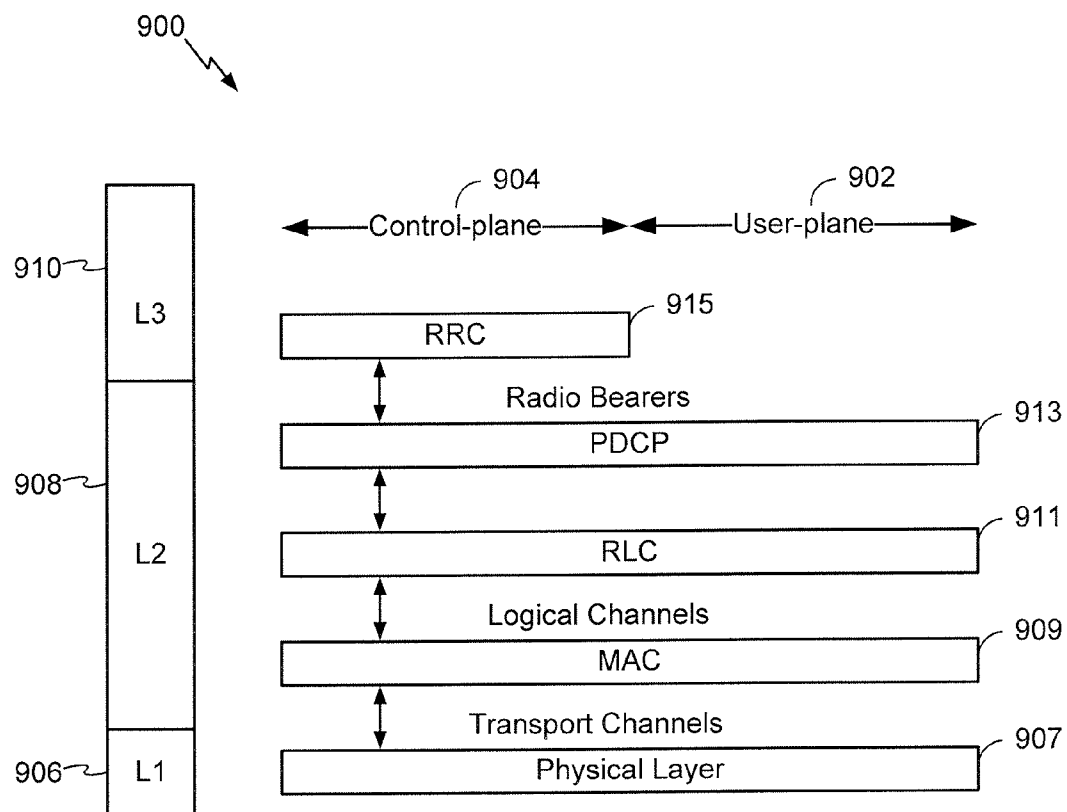 900
904
902
Control-plane
User-plane
910
L3
915
RRC
Radio Bearers
913
PDCP
908
L2
911
RLC
Logical Channels
909
MAC
Transport Channels
907
906
L1
Physical Layer